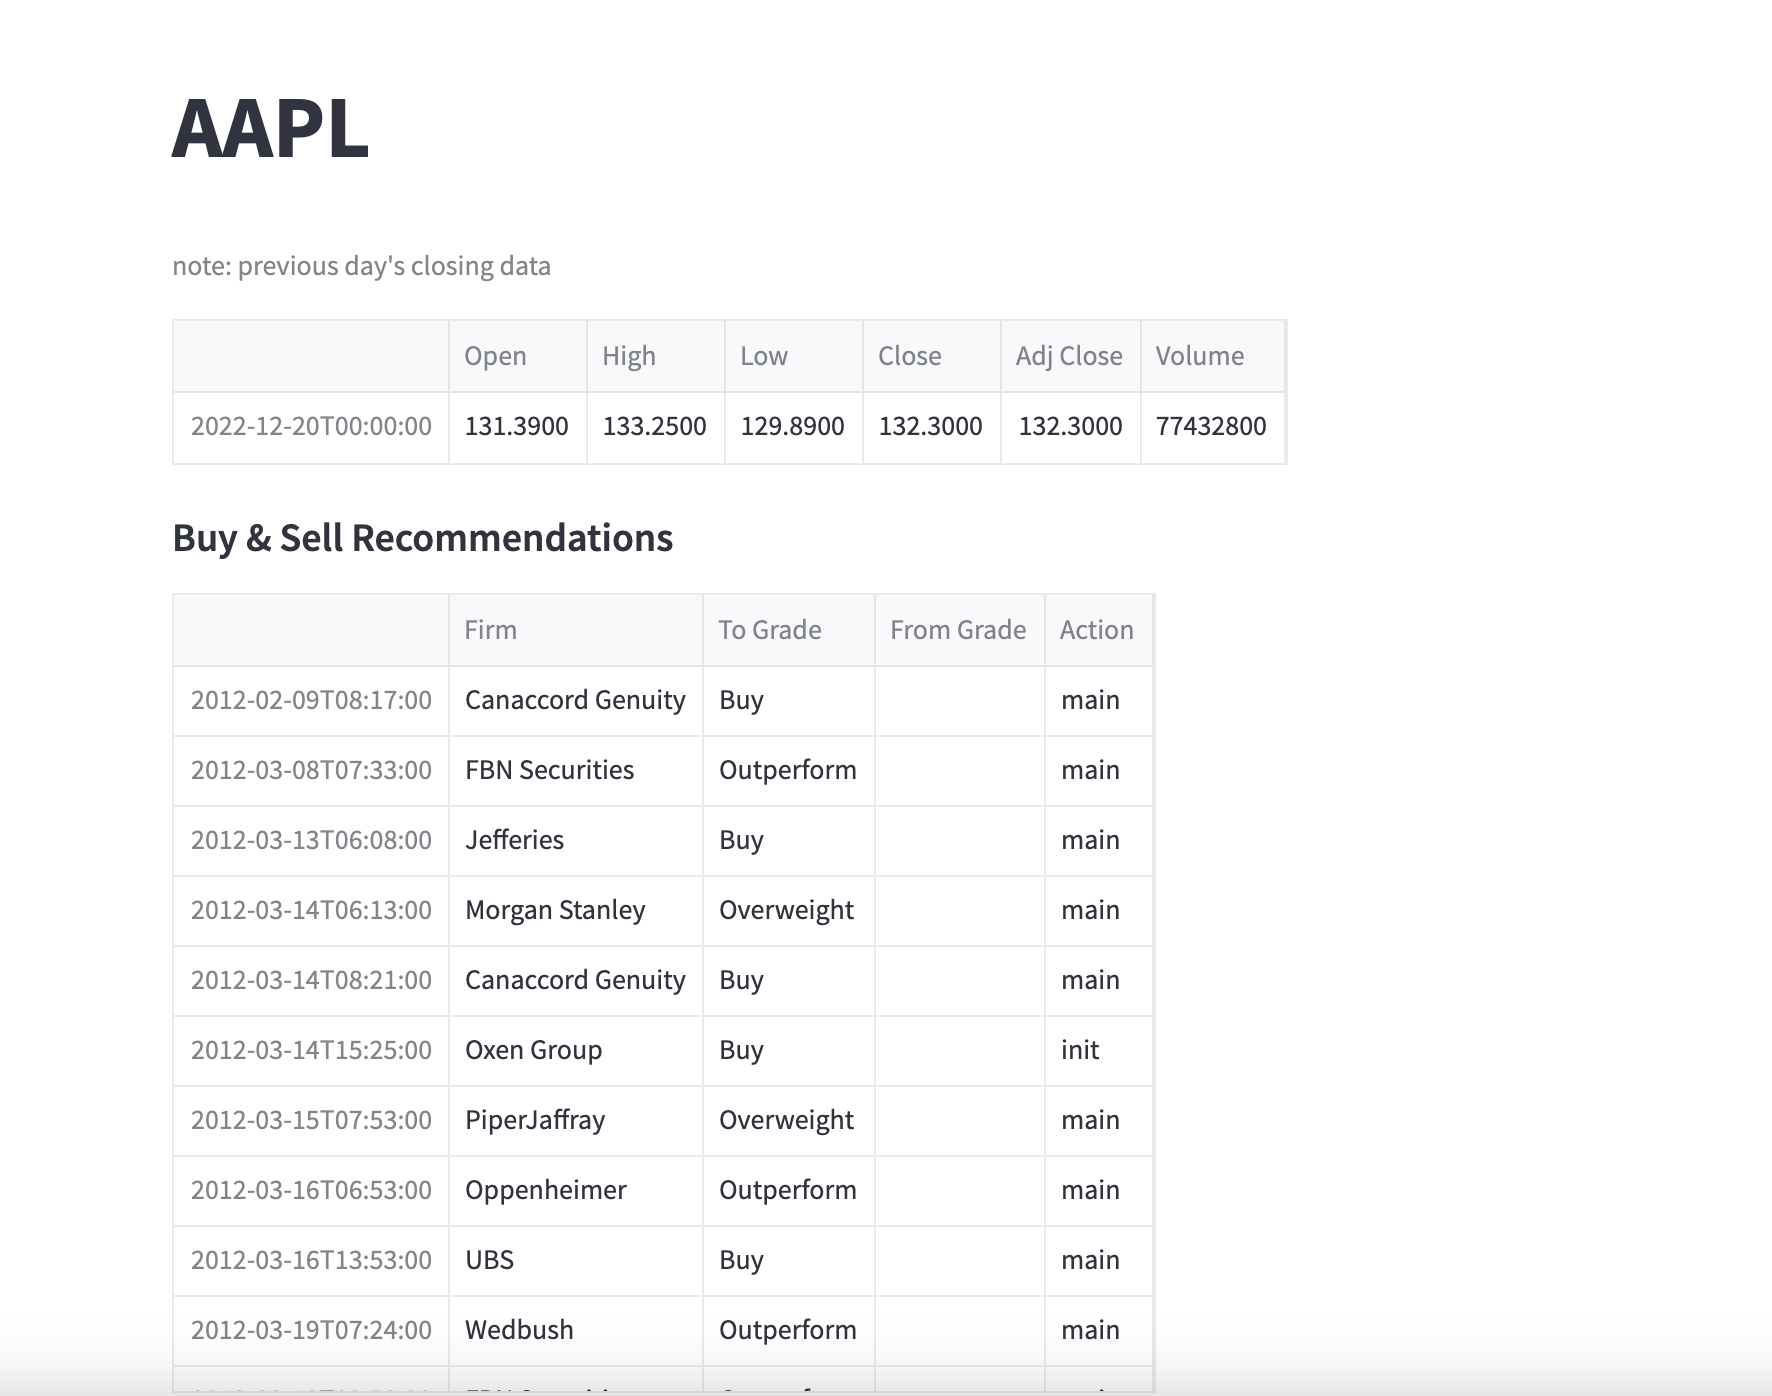 AAPL
note: previous day's closing data
Open High Low Close Adj Close Volume
2022-12-20T00:00:00 131.3900 133.2500 129.8900 132.3000 132.3000 77432800
Buy & Sell Recommendations
Firm To Grade From Grade Action
2012-02-09T08:17:00 Canaccord Genuity Buy main
2012-03-08T07:33:00 FBN Securities Outperform main
2012-03-13T06:08:00 Jefferies Buy main
2012-03-14T06:13:00 Morgan Stanley Overweight main
2012-03-14T08:21:00 Canaccord Genuity Buy main
2012-03-14T15:25:00 Oxen Group Buy init
2012-03-15T07:53:00 PiperJaffray Overweight main
2012-03-16T06:53:00 Oppenheimer Outperform main
2012-03-16T13:53:00 UBS Buy main
2012-03-19T07:24:00 Wedbush Outperform main